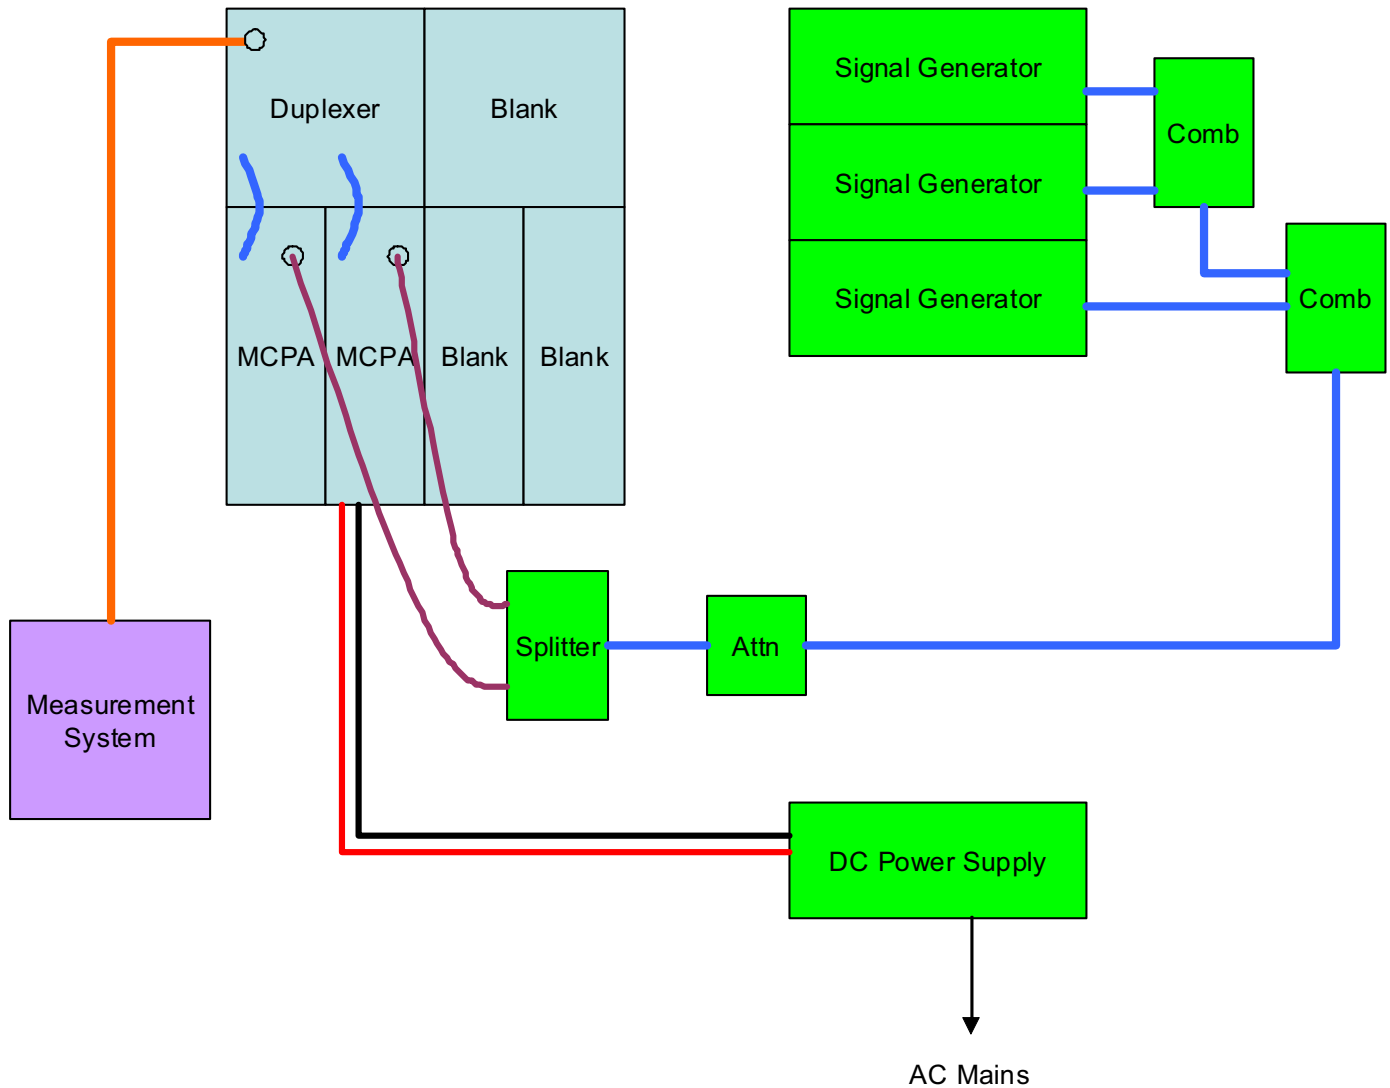 Duplexer
Blank
MCPA
MCPA
Blank
Blank
Signal Generator
Signal Generator
Signal Generator
Comb
Comb
Splitter
Attn
Measurement
System
DC Power Supply
AC Mains